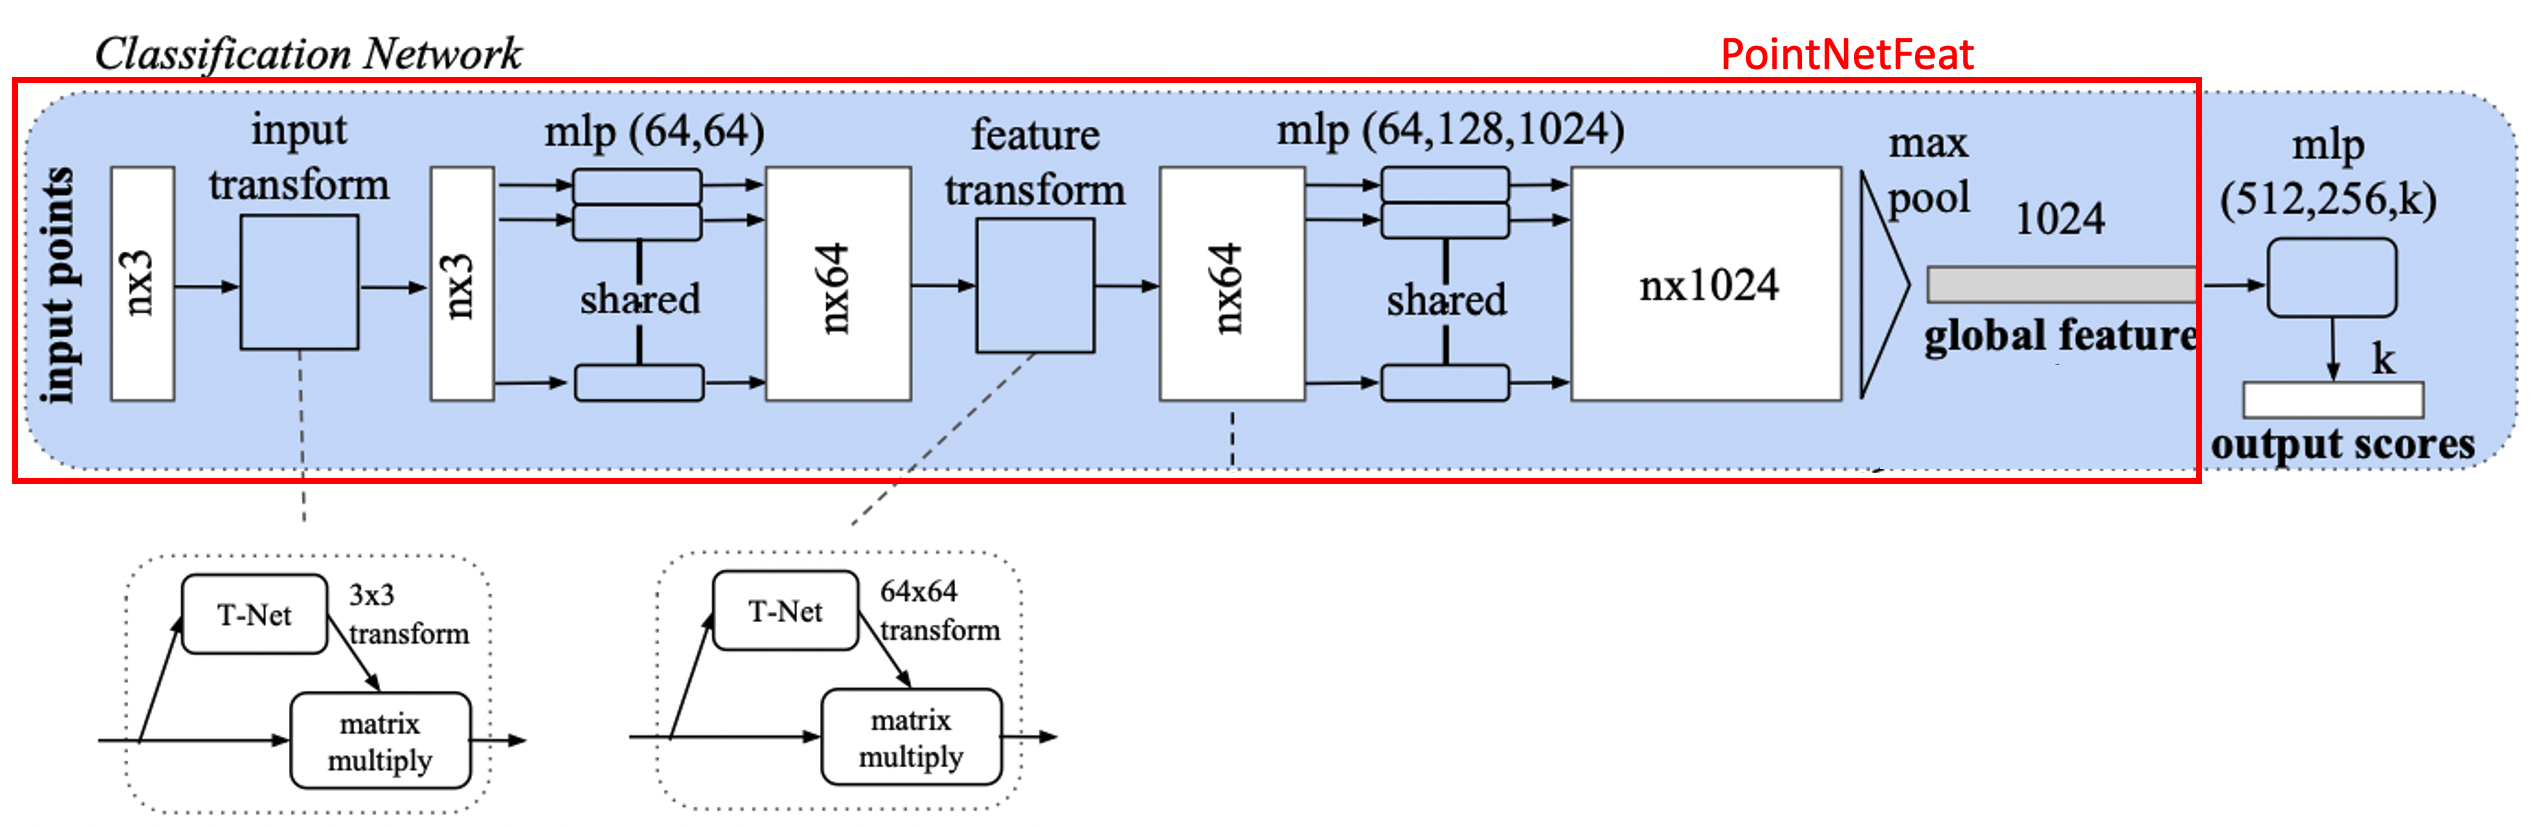 Classification Network
PointNetFeat
input points
nx3
input
transform
nx3
mlp (64,64)
shared
nx64
feature
transform
nx64
mlp (64,128,1024)
shared
nx1024
max
pool
1024
global feature
mlp
(512,256,k)
k
output scores
T-Net
3x3
transform
matrix
multiply
T-Net
64x64
transform
matrix
multiply